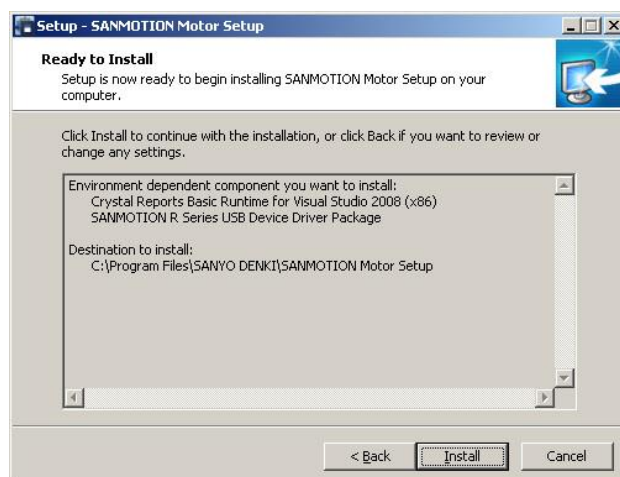 Setup - SANMOTION Motor Setup
Ready to Install
Setup is now ready to begin installing SANMOTION Motor Setup on your
computer.
Click Install to continue with the installation, or click Back if you want to review or
change any settings.
Environment dependent component you want to install:
Crystal Reports Basic Runtime for Visual Studio 2008 (x86)
SANMOTION R Series USB Device Driver Package
Destination to install:
C:\Program Files\SANYO DENKI\SANMOTION Motor Setup
< Back Install Cancel